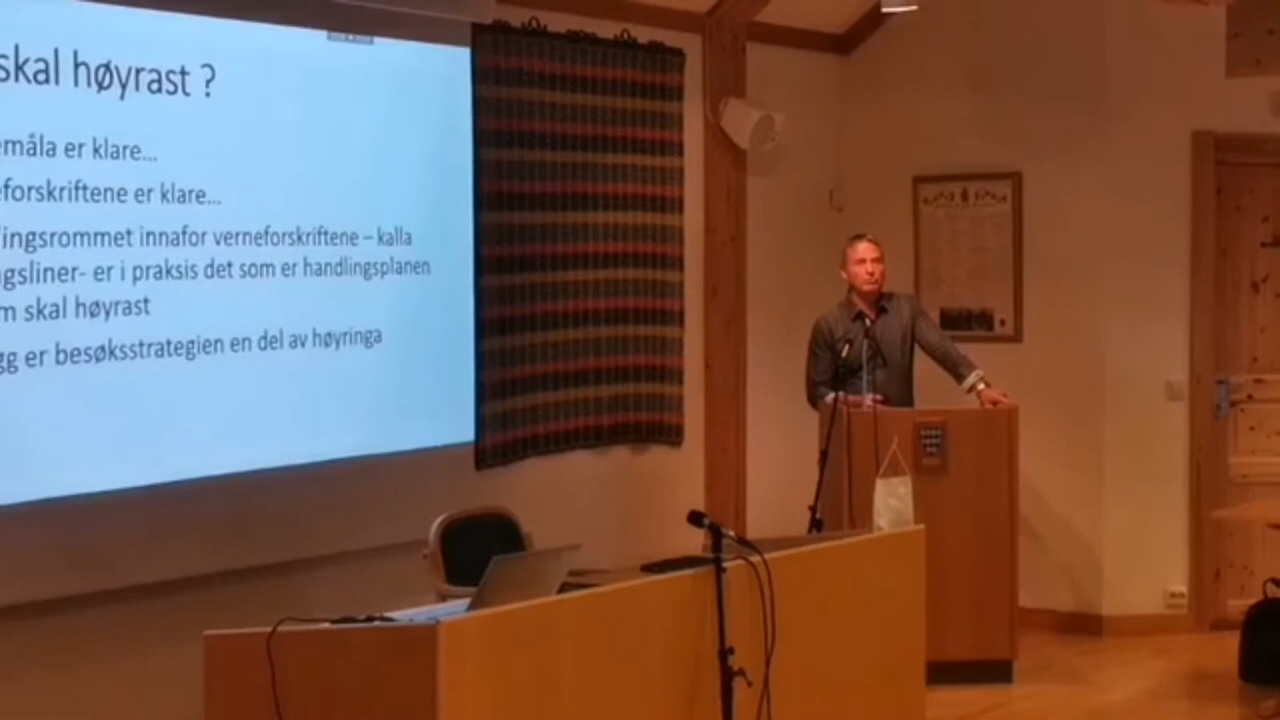 skal høyrast ?
emåla er klare...
eforskriftene er klare...
lingsrommet innafor verneforskriftene – kalla
ngsliner- er i praksis det som er handlingsplanen
m skal høyrast
gg er besøksstrategien en del av høyringa